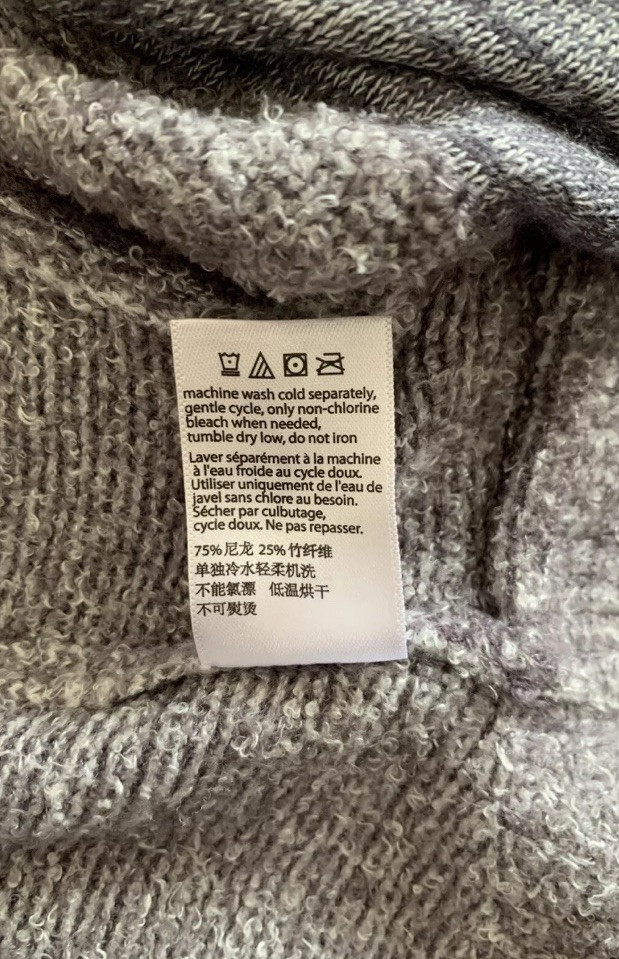 machine wash cold separately,
gentle cycle, only non-chlorine
bleach when needed,
tumble dry low, do not iron
Laver séparément à la machine
à l'eau froide au cycle doux.
Utiliser uniquement de l'eau de
javel sans chlore au besoin.
Sécher par culbutage,
cycle doux. Ne pas repasser.
75% 尼龙 25% 竹纤维
单独冷水轻柔机洗
不能氯漂 低温烘干
不可熨烫